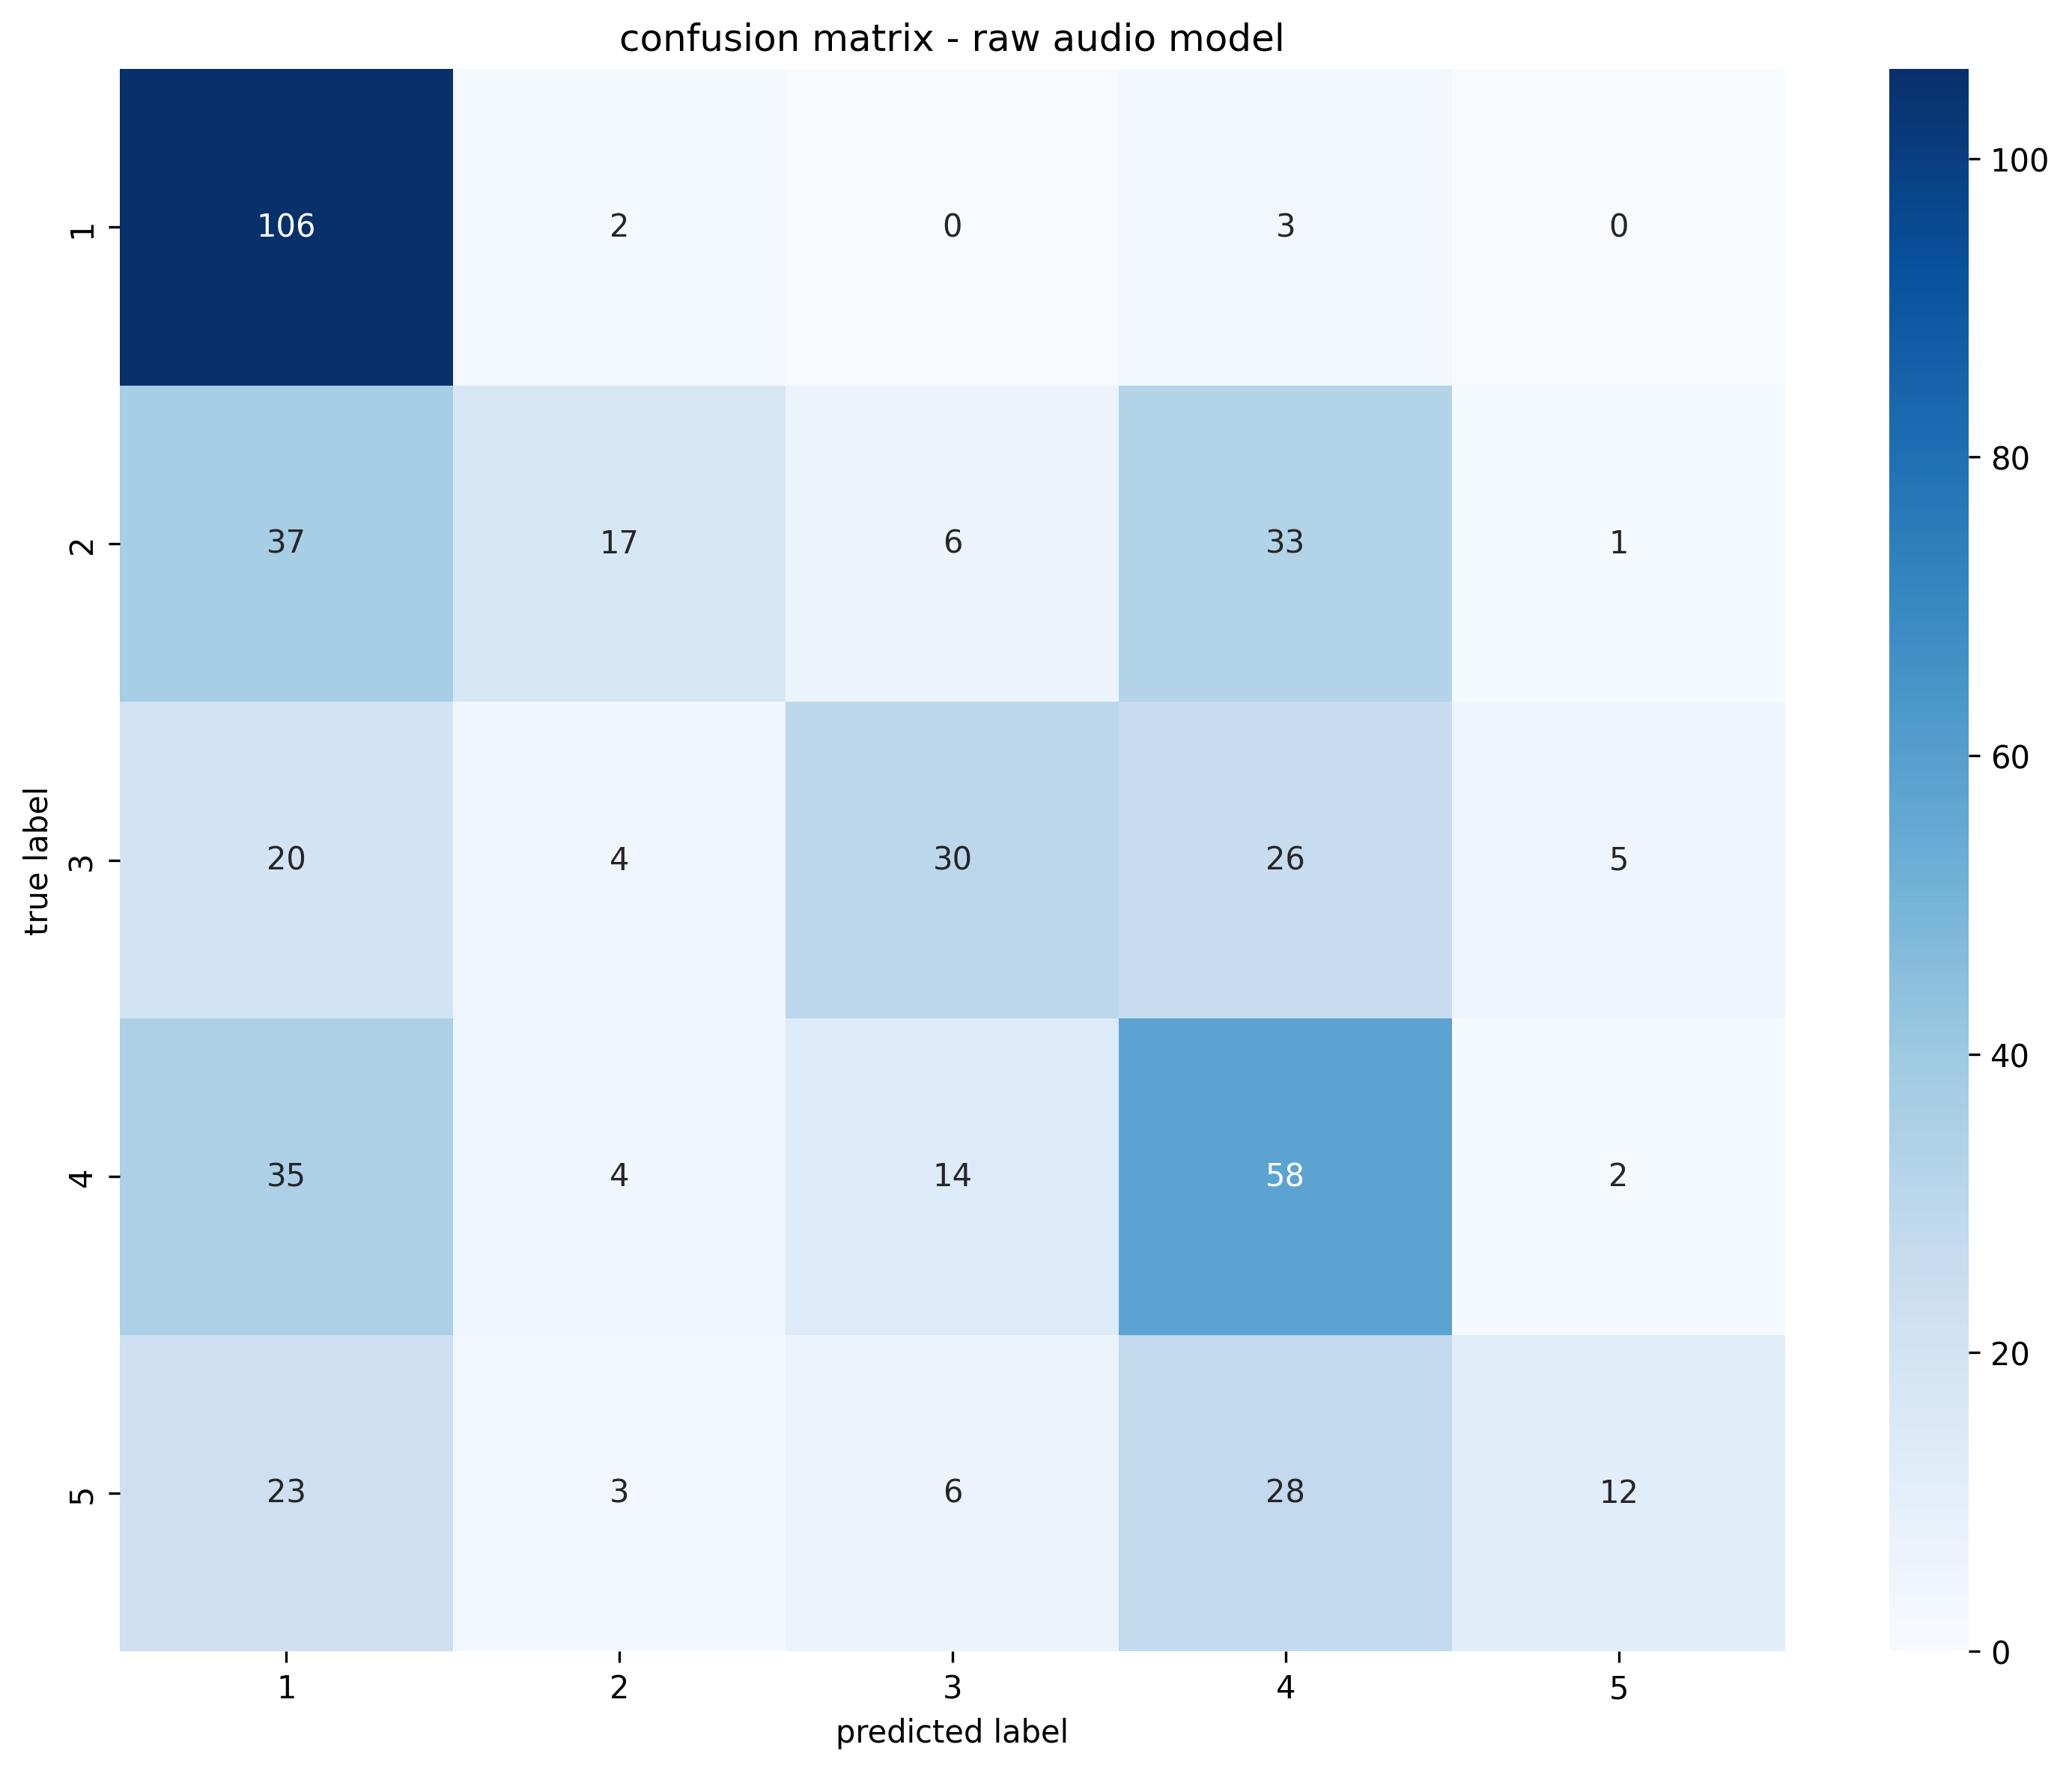 confusion matrix - raw audio model
1 106 2 0 3 0
2 37 17 6 33 1
3 20 4 30 26 5
4 35 4 14 58 2
5 23 3 6 28 12
1 2 3 4 5
predicted label
true label
100
80
60
40
20
0